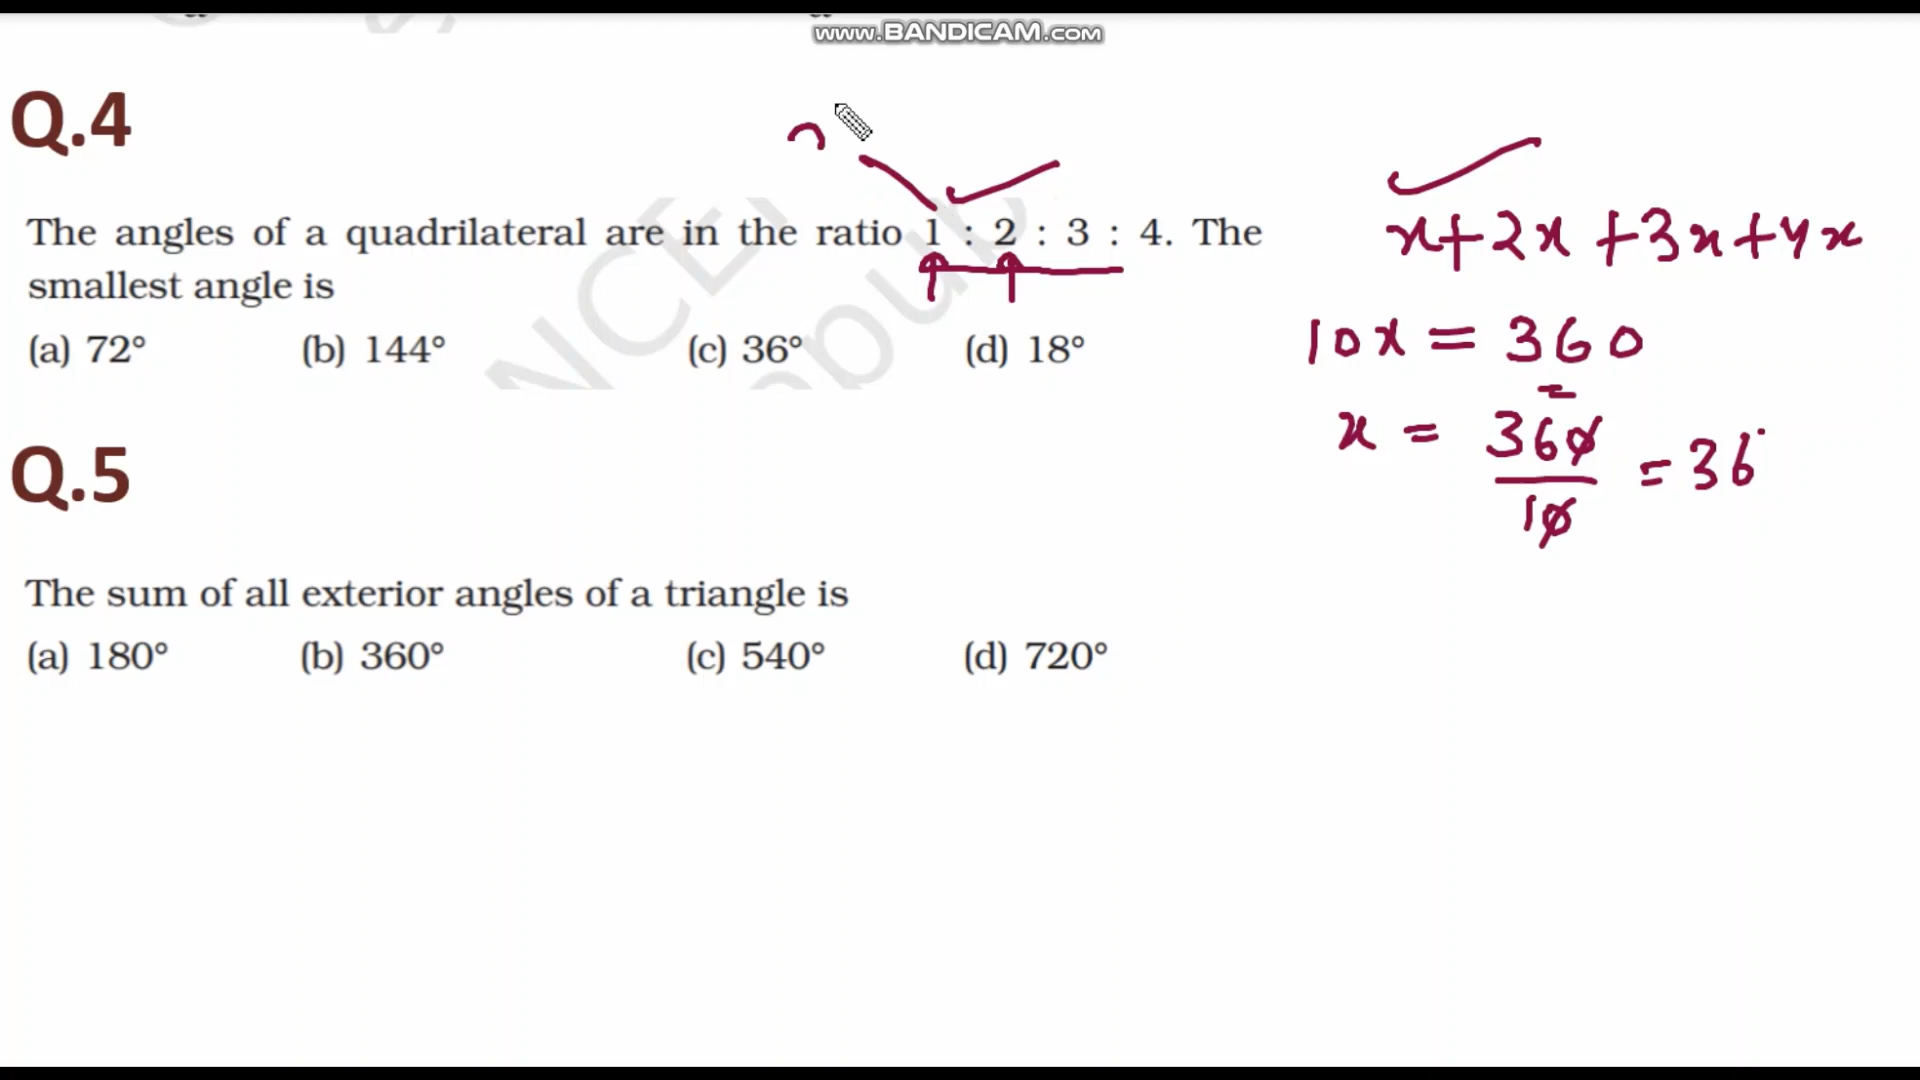 www.BANDICAM.com
Q.4
The angles of a quadrilateral are in the ratio 1 : 2 : 3 : 4. The
smallest angle is
(a) 72° (b) 144° (c) 36° (d) 18°
x+2x+3x+4x
10x = 360
x = 360/10 = 36°
Q.5
The sum of all exterior angles of a triangle is
(a) 180° (b) 360° (c) 540° (d) 720°